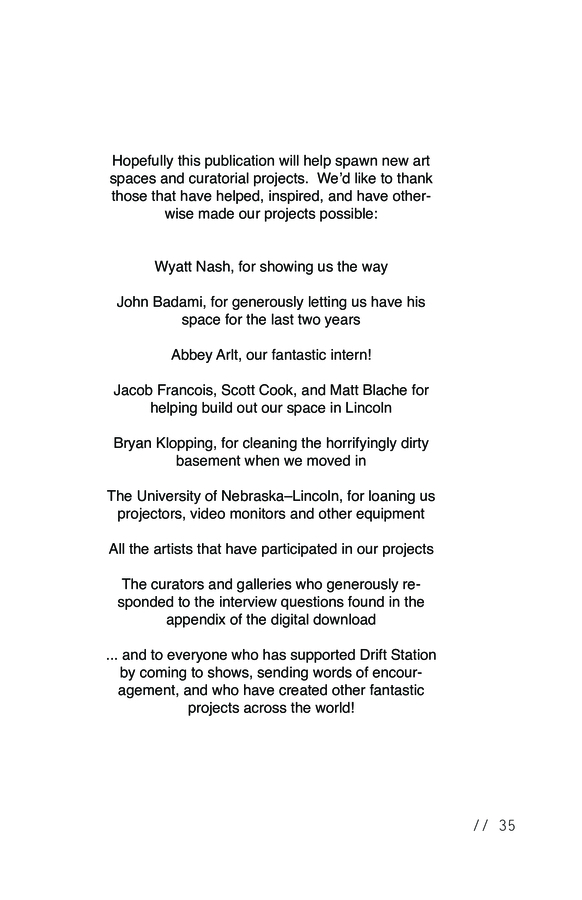 Hopefully this publication will help spawn new art
spaces and curatorial projects.  We'd like to thank
those that have helped, inspired, and have other-
wise made our projects possible:
Wyatt Nash, for showing us the way
John Badami, for generously letting us have his
space for the last two years
Abbey Arlt, our fantastic intern!
Jacob Francois, Scott Cook, and Matt Blache for
helping build out our space in Lincoln
Bryan Klopping, for cleaning the horrifyingly dirty
basement when we moved in
The University of Nebraska–Lincoln, for loaning us
projectors, video monitors and other equipment
All the artists that have participated in our projects
The curators and galleries who generously re-
sponded to the interview questions found in the
appendix of the digital download
... and to everyone who has supported Drift Station
by coming to shows, sending words of encour-
agement, and who have created other fantastic
projects across the world!
// 35